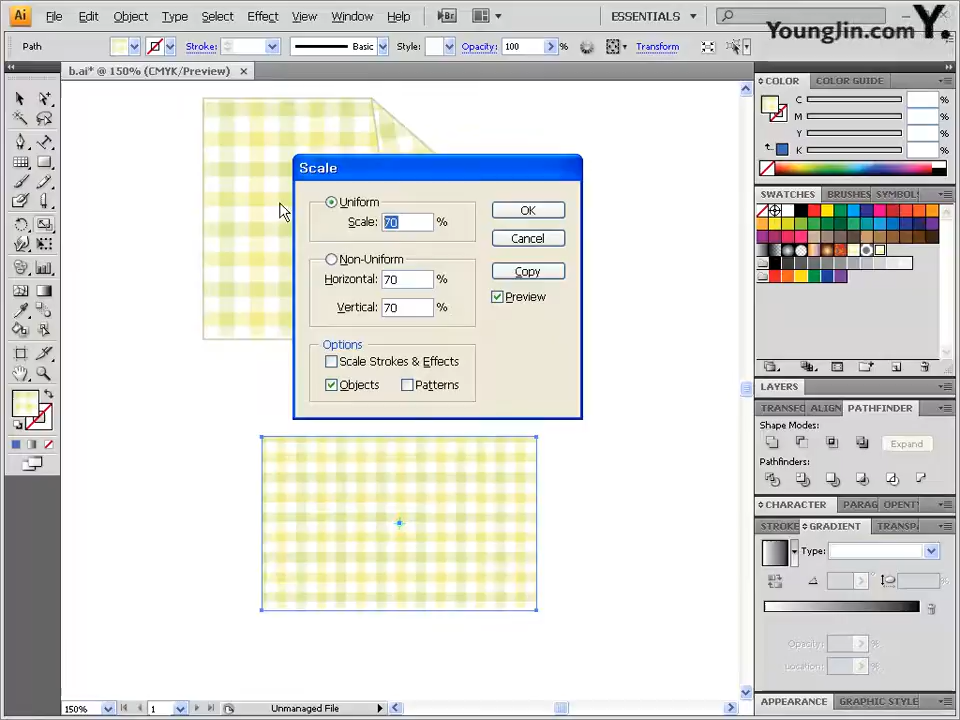 Ai File Edit Object Type Select Effect View Window Help Br ESSENTIALS
Younglin.com Y.
Path Stroke: Basic Style: Opacity: 100 % Transform
b.ai* @ 150% (CMYK/Preview) ×
COLOR COLOR GUIDE
C %
M %
Y %
K %
Scale
Uniform
Scale: 70 %
OK
Cancel
Non-Uniform
Horizontal: 70 %
Copy
Preview
Vertical: 70 %
Options
Scale Strokes & Effects
Objects Patterns
SWATCHES BRUSHES SYMBOL
LAYERS
TRANSFO ALIGN PATHFINDER
Shape Modes:
Expand
Pathfinders:
CHARACTER PARAG OPENT
STROKE GRADIENT TRANSP
Type:
%
Opacity: %
Location: %
APPEARANCE GRAPHIC STYLE
150% 1 Unmanaged File